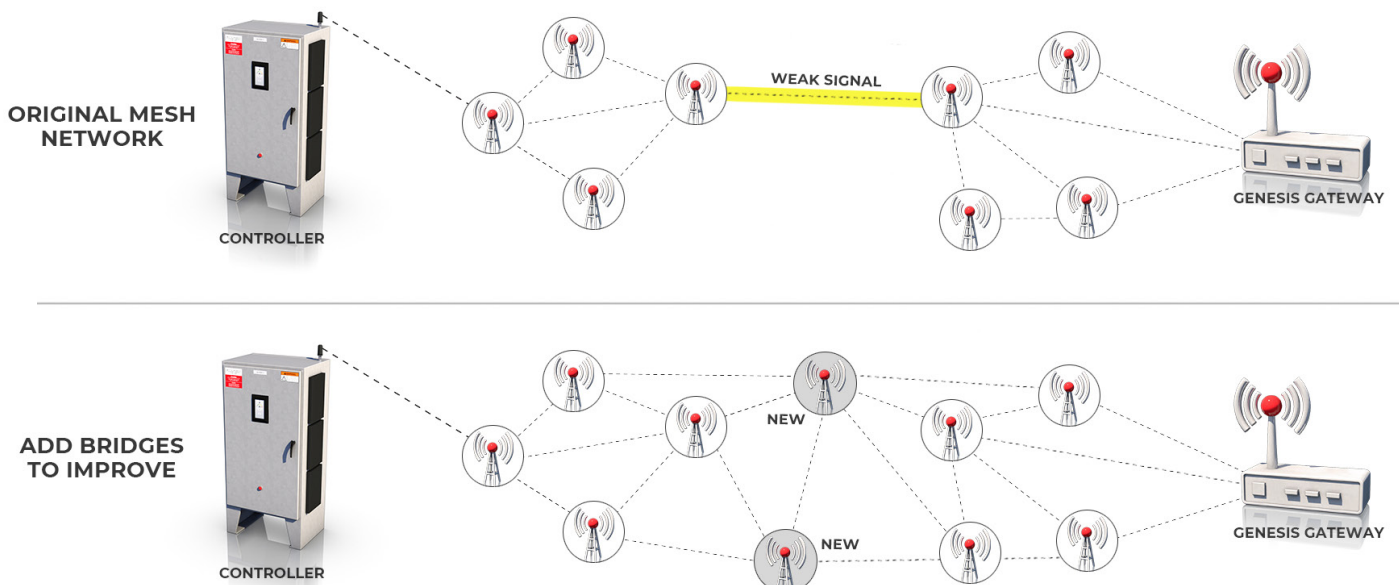 ORIGINAL MESH
NETWORK
CONTROLLER
WEAK SIGNAL
GENESIS GATEWAY
ADD BRIDGES
TO IMPROVE
CONTROLLER
NEW
NEW
GENESIS GATEWAY